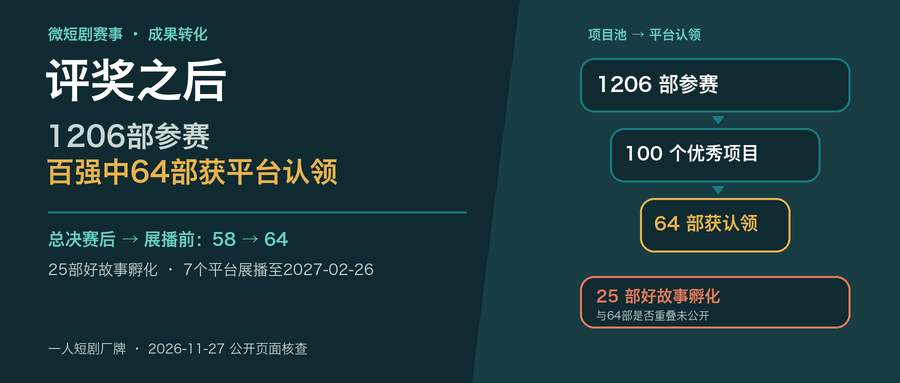 微短剧赛事 · 成果转化
评奖之后
1206部参赛
百强中64部获平台认领
总决赛后 → 展播前：58 → 64
25部好故事孵化 · 7个平台展播至2027-02-26
一人短剧厂牌 · 2026-11-27 公开页面核查
项目池 → 平台认领
1206 部参赛
100 个优秀项目
64 部获认领
25 部好故事孵化
与64部是否重叠未公开